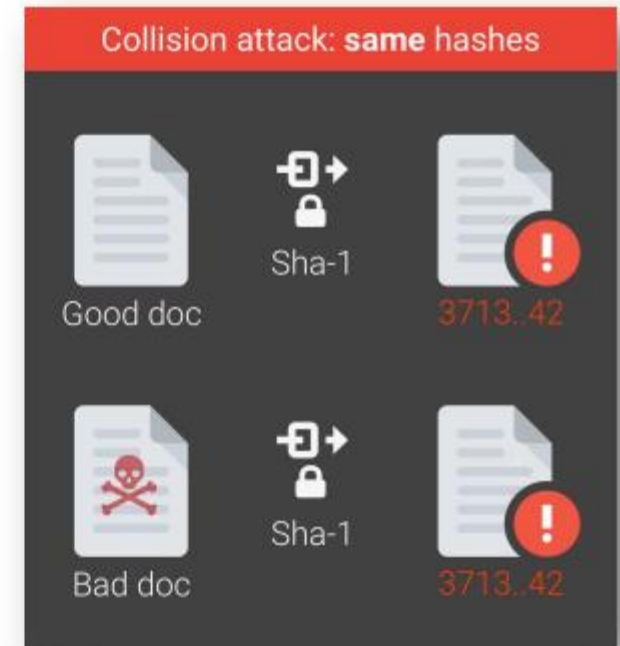 Collision attack: same hashes
Sha-1
Good doc
3713..42
Sha-1
Bad doc
3713..42